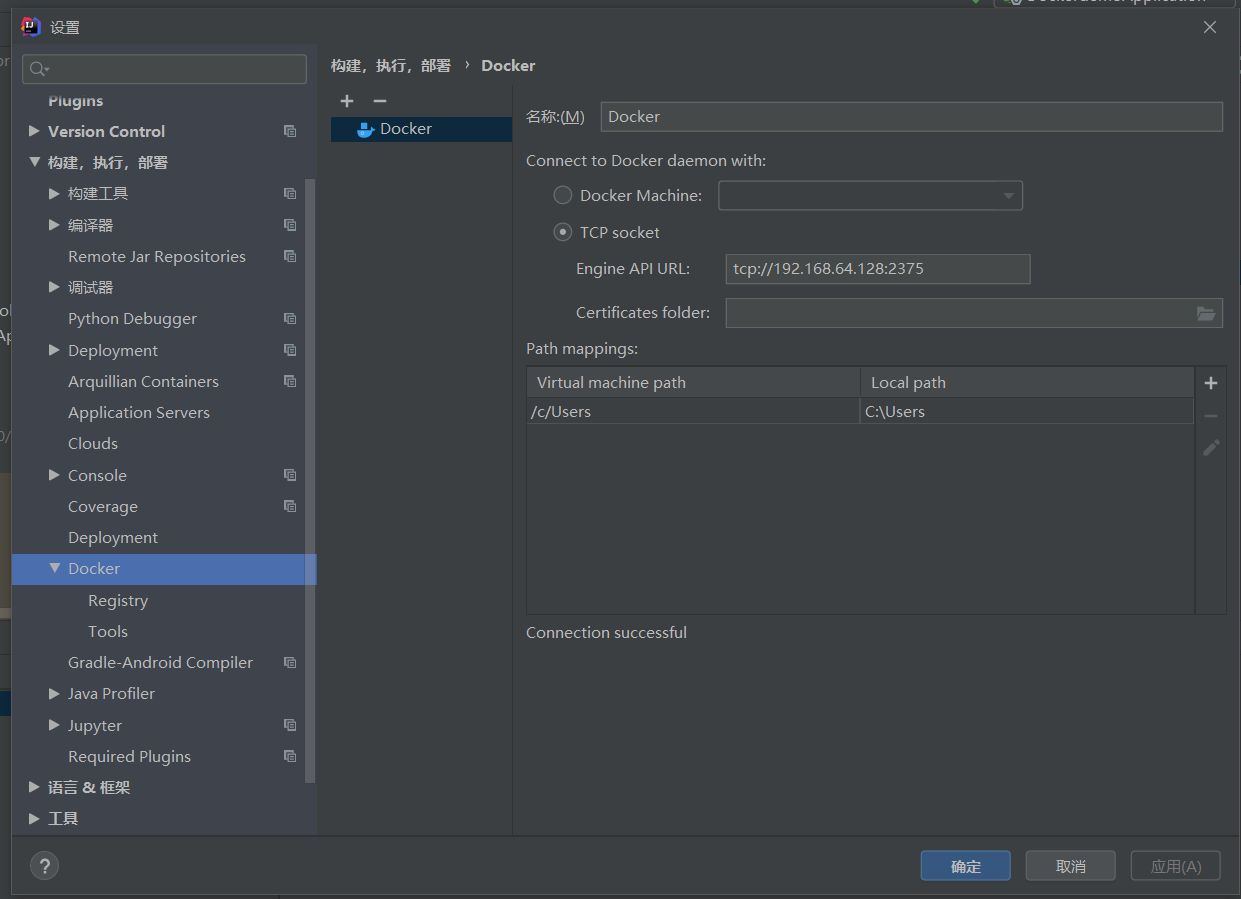 设置
Plugins
Version Control
构建，执行，部署
构建工具
编译器
Remote Jar Repositories
调试器
Python Debugger
Deployment
Arquillian Containers
Application Servers
Clouds
Console
Coverage
Deployment
Docker
Registry
Tools
Gradle-Android Compiler
Java Profiler
Jupyter
Required Plugins
语言 & 框架
工具
构建，执行，部署 › Docker
Docker
名称:(M) Docker
Connect to Docker daemon with:
Docker Machine:
TCP socket
Engine API URL: tcp://192.168.64.128:2375
Certificates folder:
Path mappings:
Virtual machine path Local path
/c/Users C:\Users
Connection successful
? 确定 取消 应用(A)